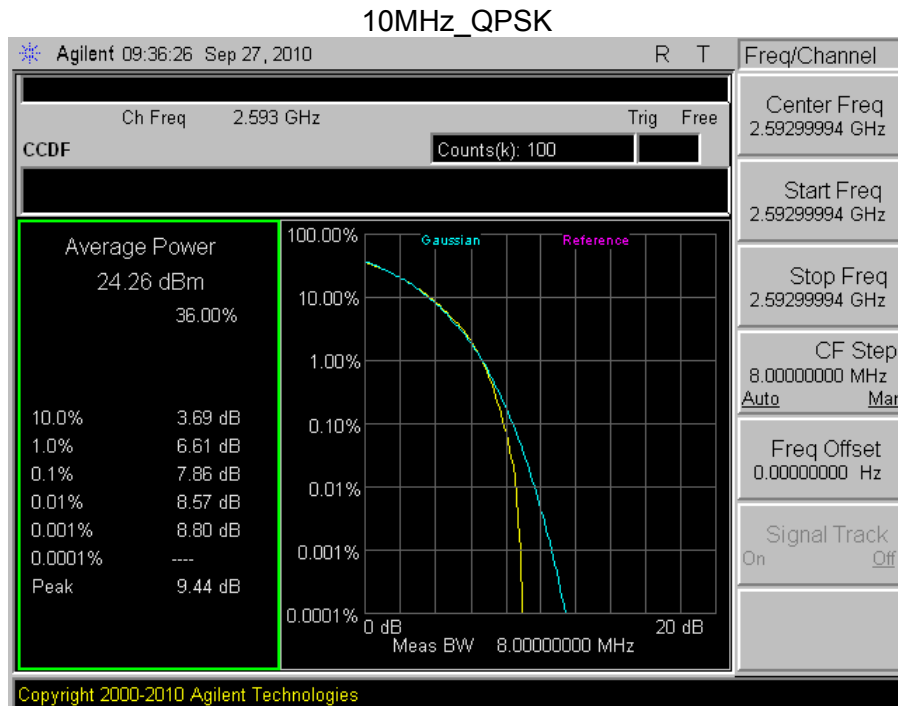 10MHz_QPSK
Agilent 09:36:26 Sep 27, 2010 R T
Freq/Channel
Ch Freq 2.593 GHz Trig Free
CCDF Counts(k): 100
Average Power
24.26 dBm
36.00%
10.0% 3.69 dB
1.0% 6.61 dB
0.1% 7.86 dB
0.01% 8.57 dB
0.001% 8.80 dB
0.0001% ----
Peak 9.44 dB
Gaussian Reference
100.00%
10.00%
1.00%
0.10%
0.01%
0.001%
0.0001%
0 dB 20 dB
Meas BW 8.00000000 MHz
Center Freq
2.59299994 GHz
Start Freq
2.59299994 GHz
Stop Freq
2.59299994 GHz
CF Step
8.00000000 MHz
Auto Mar
Freq Offset
0.00000000 Hz
Signal Track
On Off
Copyright 2000-2010 Agilent Technologies